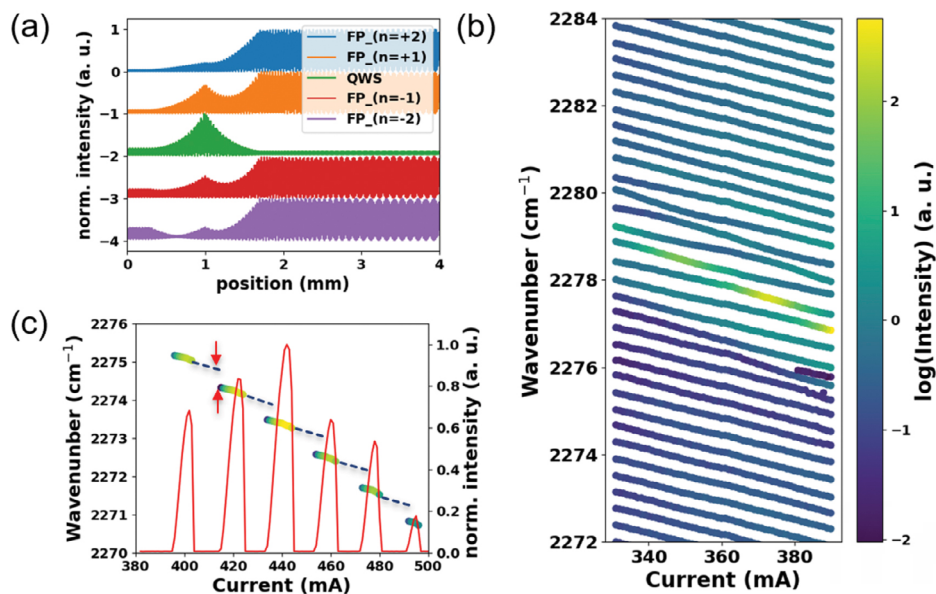 (a)
norm. intensity (a. u.)
1
0
−1
−2
−3
−4
FP_(n=+2)
FP_(n=+1)
QWS
FP_(n=-1)
FP_(n=-2)
0
1
2
3
4
position (mm)
(b)
Wavenunber (cm⁻¹)
2284
2282
2280
2278
2276
2274
2272
340
360
380
Current (mA)
2
1
0
−1
−2
log(Intensity) (a. u.)
(c)
Wavenunber (cm⁻¹)
2276
2275
2274
2273
2272
2271
2270
380
400
420
440
460
480
500
Current (mA)
1.0
0.8
0.6
0.4
0.2
0.0
norm. intensity (a. u.)